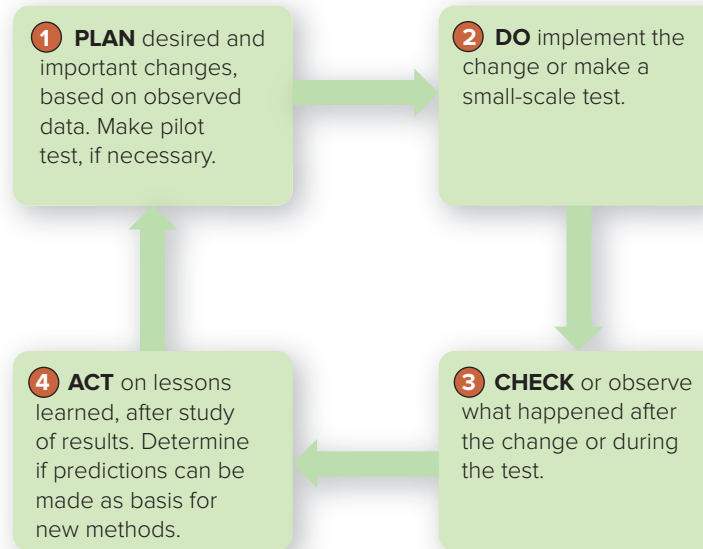 1 PLAN desired and
important changes,
based on observed
data. Make pilot
test, if necessary.
2 DO implement the
change or make a
small-scale test.
3 CHECK or observe
what happened after
the change or during
the test.
4 ACT on lessons
learned, after study
of results. Determine
if predictions can be
made as basis for
new methods.